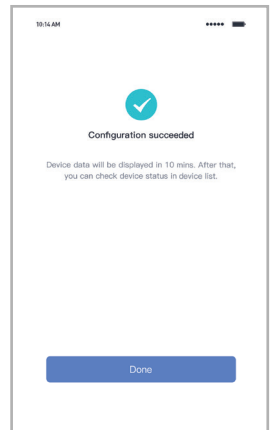 10:14 AM
Configuration succeeded
Device data will be displayed in 10 mins. After that,
you can check device status in device list.
Done